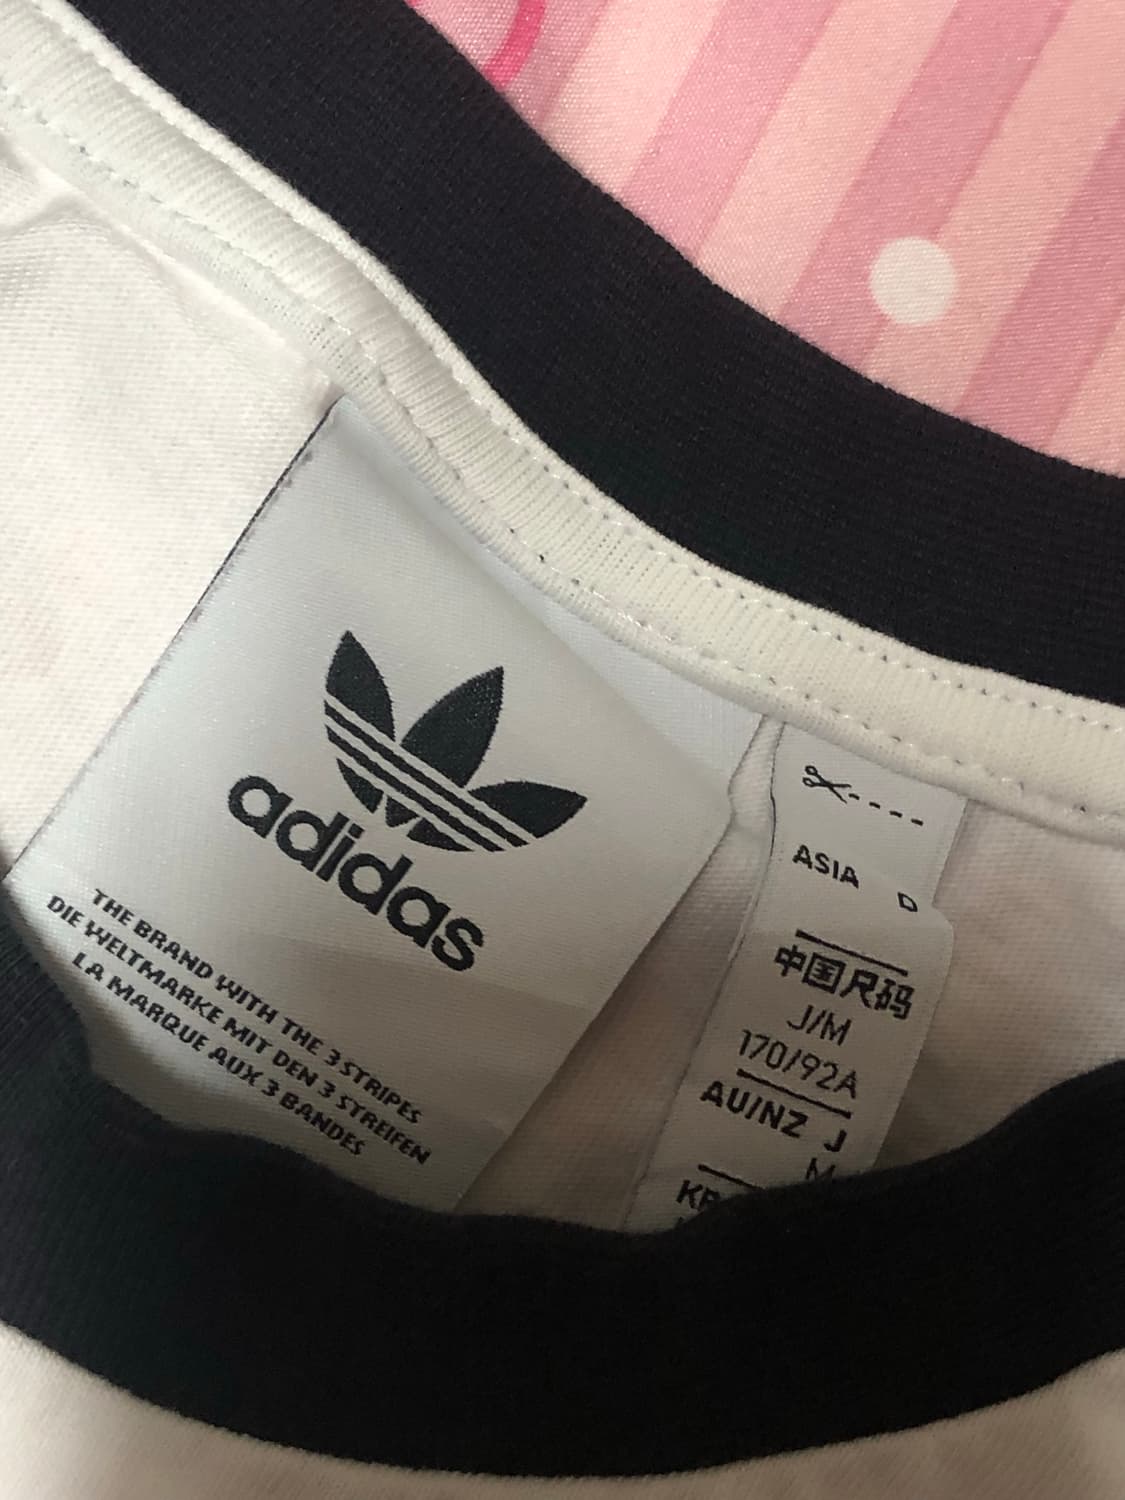 adidas
THE BRAND WITH THE 3 STRIPES
DIE WELTMARKE MIT DEN 3 STREIFEN
LA MARQUE AUX 3 BANDES
ASIA D
中国尺码
J/M
170/92A
AU/NZ J
M